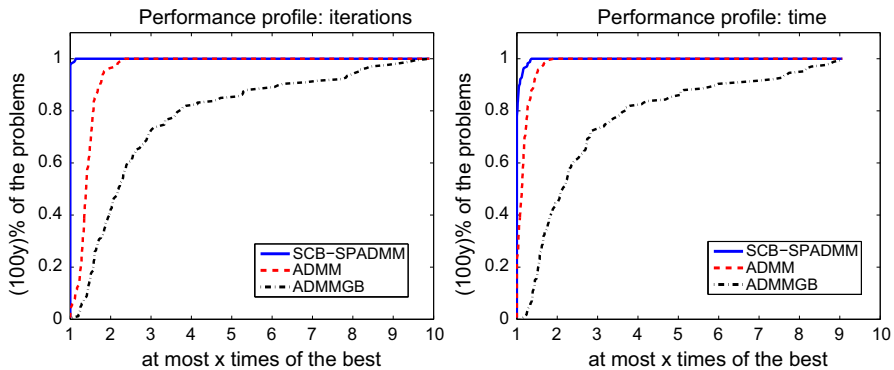 Performance profile: iterations
1
0.8
0.6
0.4
0.2
0
(100y)% of the problems
SCB−SPADMM
ADMM
ADMMGB
1 2 3 4 5 6 7 8 9 10
at most x times of the best
Performance profile: time
1
0.8
0.6
0.4
0.2
0
(100y)% of the problems
SCB−SPADMM
ADMM
ADMMGB
1 2 3 4 5 6 7 8 9 10
at most x times of the best